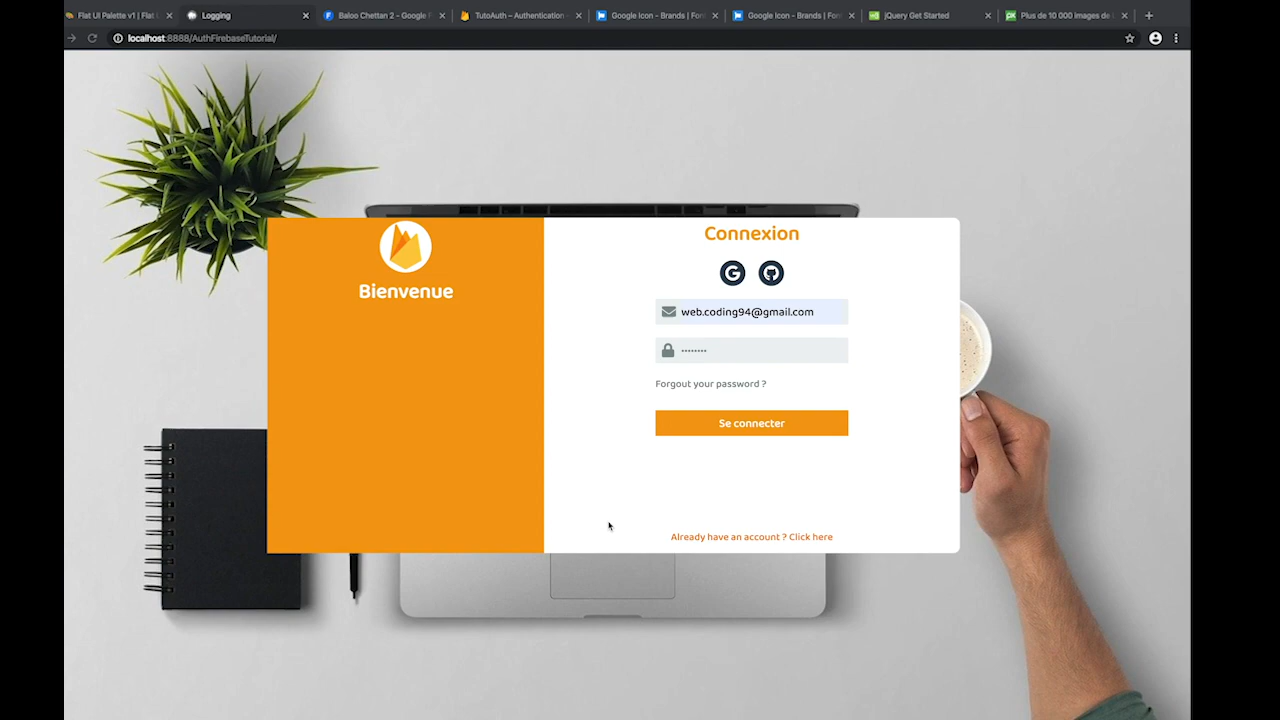 Flat UI Palette v1 | Flat
Logging
Baloo Chettan 2 – Google F
TutoAuth – Authentication
Google Icon - Brands | Fon
Google Icon - Brands | Fon
jQuery Get Started
Plus de 10 000 images de
localhost:8888/AuthFirebaseTutorial/
Bienvenue
Connexion
web.coding94@gmail.com
Forgout your password ?
Se connecter
Already have an account ? Click here